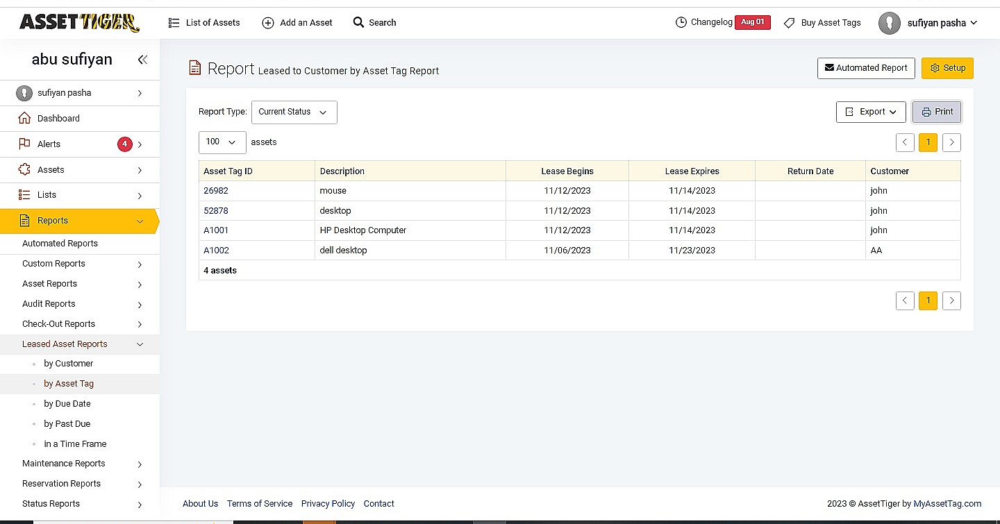 ASSETTIGER List of Assets Add an Asset Search Changelog Aug 01 Buy Asset Tags sufiyan pasha
abu sufiyan
sufiyan pasha
Dashboard
Alerts 4
Assets
Lists
Reports
Automated Reports
Custom Reports
Asset Reports
Audit Reports
Check-Out Reports
Leased Asset Reports
by Customer
by Asset Tag
by Due Date
by Past Due
in a Time Frame
Maintenance Reports
Reservation Reports
Status Reports
Report Leased to Customer by Asset Tag Report Automated Report Setup
Report Type: Current Status Export Print
100 assets 1
Asset Tag ID Description Lease Begins Lease Expires Return Date Customer
26982 mouse 11/12/2023 11/14/2023 john
52878 desktop 11/12/2023 11/14/2023 john
A1001 HP Desktop Computer 11/12/2023 11/14/2023 john
A1002 dell desktop 11/06/2023 11/23/2023 AA
4 assets
1
About Us Terms of Service Privacy Policy Contact 2023 © AssetTiger by MyAssetTag.com